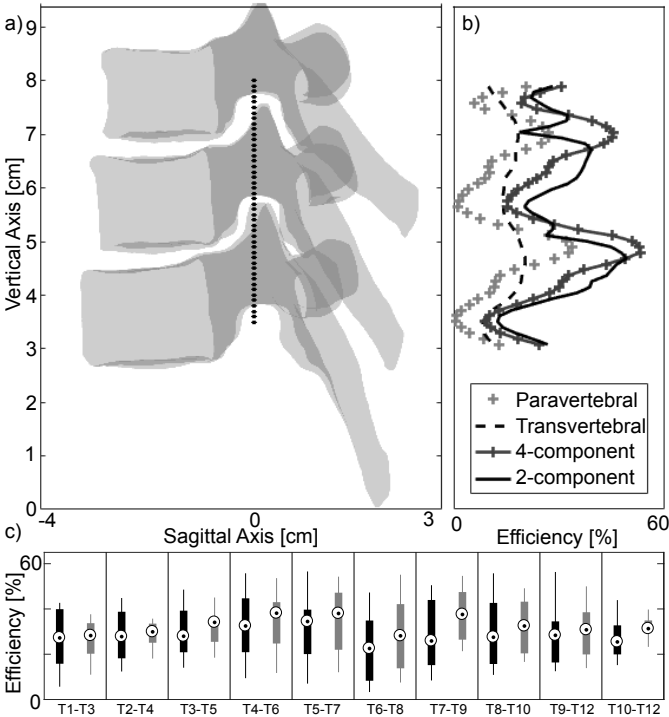 a)
9
8
7
6
5
4
3
2
1
0
Vertical Axis [cm]
-4
0
3
Sagittal Axis [cm]
b)
Paravertebral
Transvertebral
4-component
2-component
0
60
Efficiency [%]
c)
60
0
Efficiency [%]
T1-T3
T2-T4
T3-T5
T4-T6
T5-T7
T6-T8
T7-T9
T8-T10
T9-T12
T10-T12